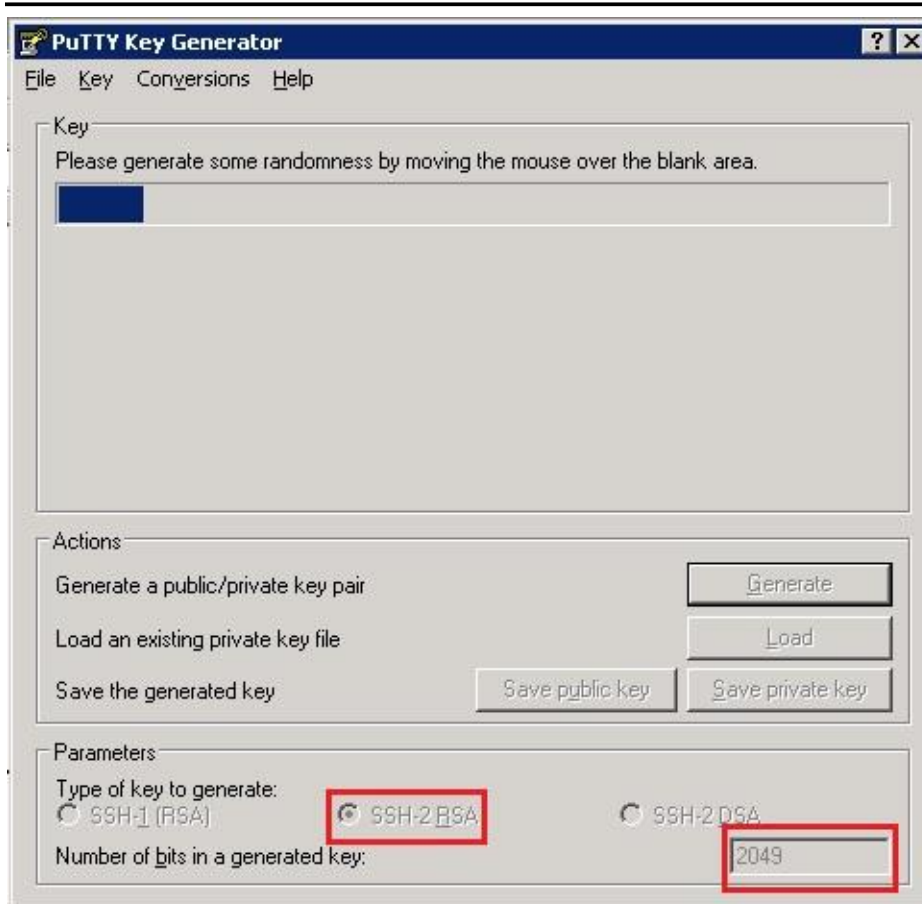 PuTTY Key Generator
File Key Conversions Help
Key
Please generate some randomness by moving the mouse over the blank area.
Actions
Generate a public/private key pair Generate
Load an existing private key file Load
Save the generated key Save public key Save private key
Parameters
Type of key to generate:
SSH-1 (RSA) SSH-2 RSA SSH-2 DSA
Number of bits in a generated key: 2049